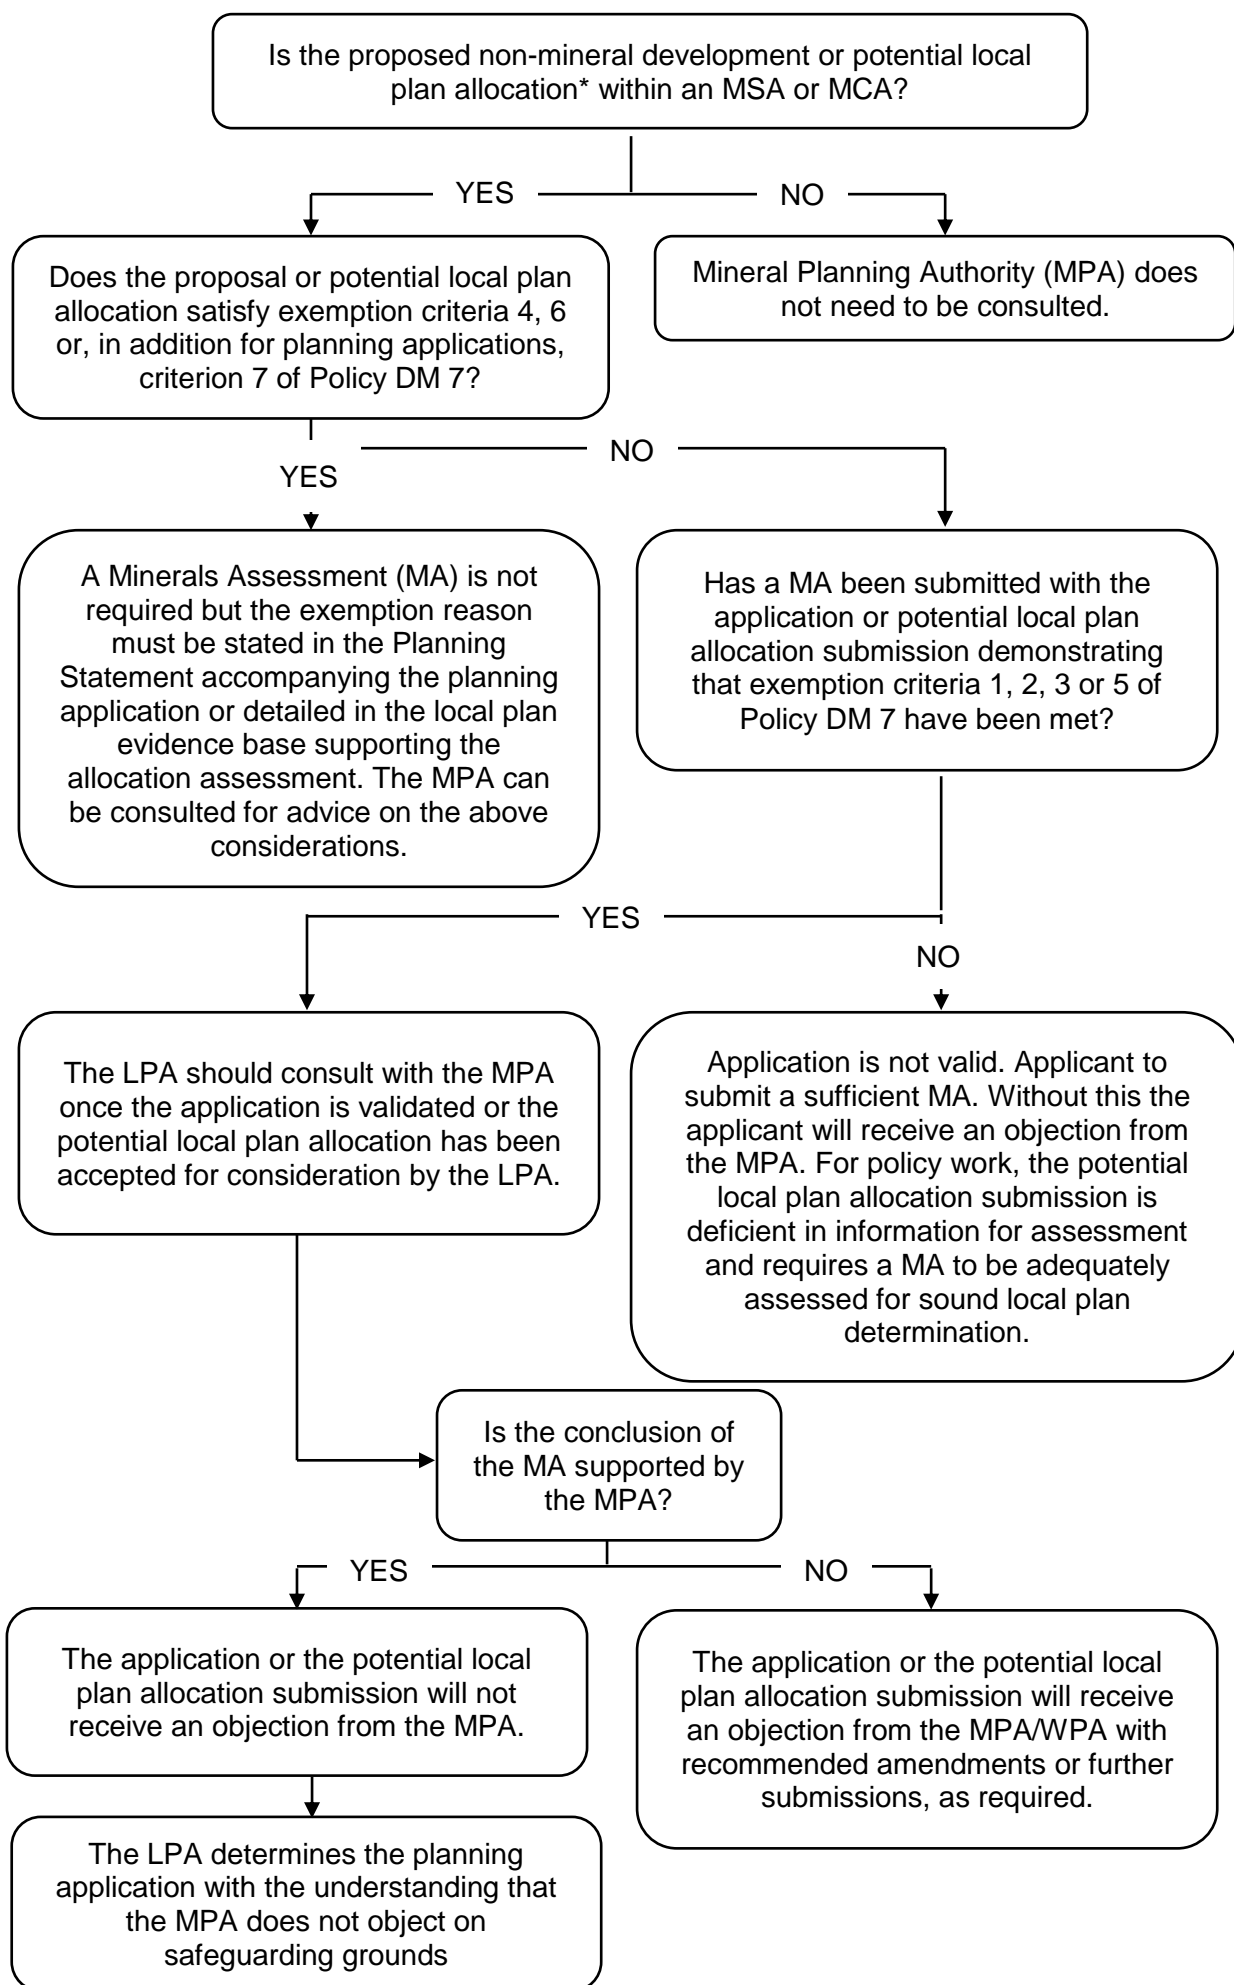 Is the proposed non-mineral development or potential local
plan allocation* within an MSA or MCA?
YES
NO
Does the proposal or potential local plan
allocation satisfy exemption criteria 4, 6
or, in addition for planning applications,
criterion 7 of Policy DM 7?
Mineral Planning Authority (MPA) does
not need to be consulted.
NO
YES
A Minerals Assessment (MA) is not
required but the exemption reason
must be stated in the Planning
Statement accompanying the planning
application or detailed in the local plan
evidence base supporting the
allocation assessment. The MPA can
be consulted for advice on the above
considerations.
Has a MA been submitted with the
application or potential local plan
allocation submission demonstrating
that exemption criteria 1, 2, 3 or 5 of
Policy DM 7 have been met?
YES
NO
The LPA should consult with the MPA
once the application is validated or the
potential local plan allocation has been
accepted for consideration by the LPA.
Application is not valid. Applicant to
submit a sufficient MA. Without this the
applicant will receive an objection from
the MPA. For policy work, the potential
local plan allocation submission is
deficient in information for assessment
and requires a MA to be adequately
assessed for sound local plan
determination.
Is the conclusion of
the MA supported by
the MPA?
YES
NO
The application or the potential local
plan allocation submission will not
receive an objection from the MPA.
The application or the potential local
plan allocation submission will receive
an objection from the MPA/WPA with
recommended amendments or further
submissions, as required.
The LPA determines the planning
application with the understanding that
the MPA does not object on
safeguarding grounds